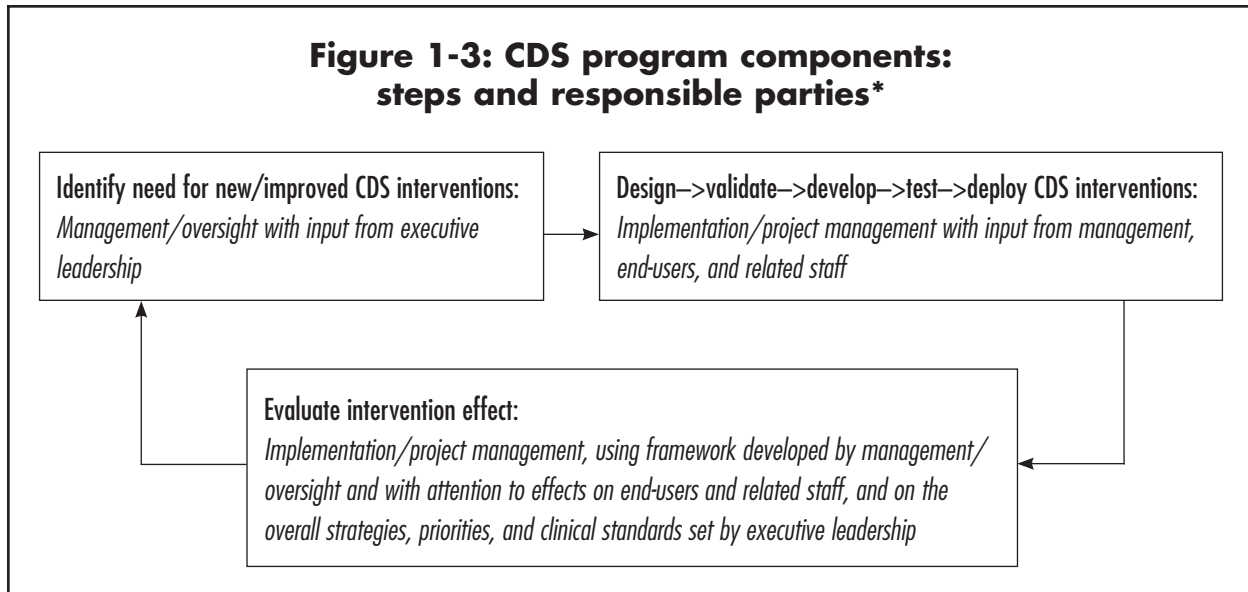 Figure 1-3: CDS program components:
steps and responsible parties*
Identify need for new/improved CDS interventions:
Management/oversight with input from executive
leadership
Design–>validate–>develop–>test–>deploy CDS interventions:
Implementation/project management with input from management,
end-users, and related staff
Evaluate intervention effect:
Implementation/project management, using framework developed by management/
oversight and with attention to effects on end-users and related staff, and on the
overall strategies, priorities, and clinical standards set by executive leadership